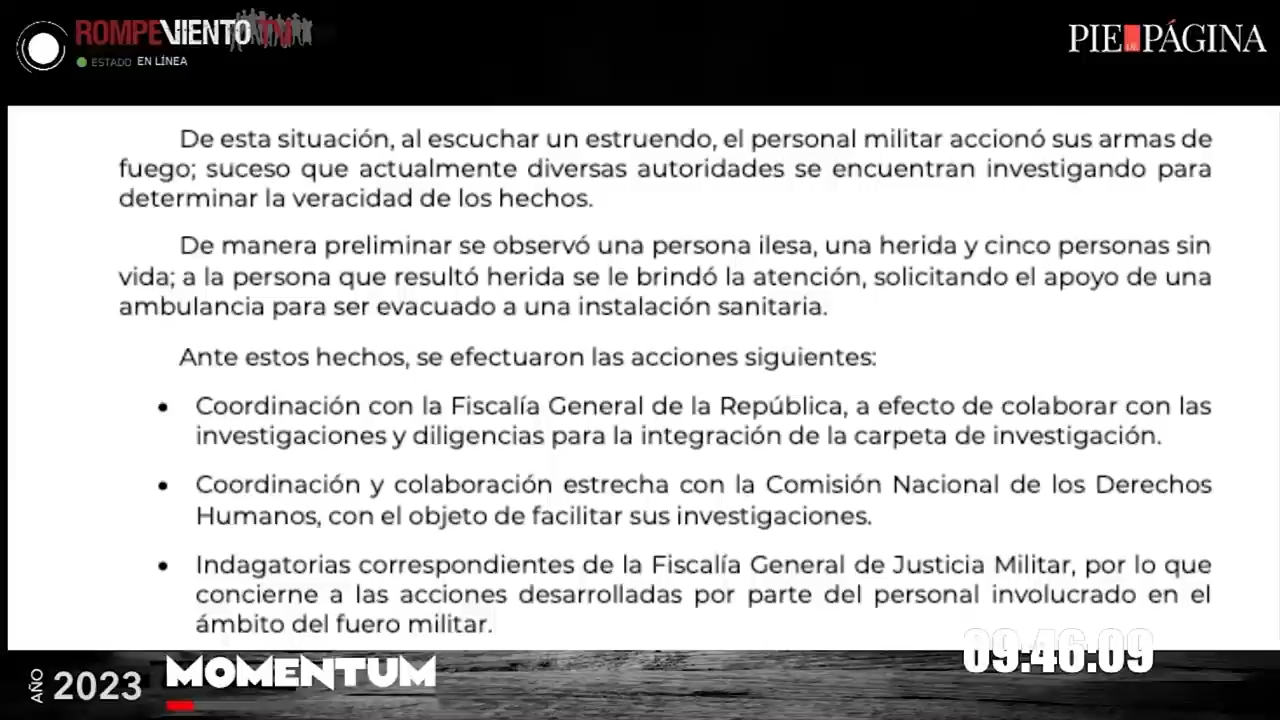 ROMPEVIENTO TV
ESTADO EN LÍNEA
PIE DE PÁGINA
De esta situación, al escuchar un estruendo, el personal militar accionó sus armas de
fuego; suceso que actualmente diversas autoridades se encuentran investigando para
determinar la veracidad de los hechos.
De manera preliminar se observó una persona ilesa, una herida y cinco personas sin
vida; a la persona que resultó herida se le brindó la atención, solicitando el apoyo de una
ambulancia para ser evacuado a una instalación sanitaria.
Ante estos hechos, se efectuaron las acciones siguientes:
• Coordinación con la Fiscalía General de la República, a efecto de colaborar con las
investigaciones y diligencias para la integración de la carpeta de investigación.
• Coordinación y colaboración estrecha con la Comisión Nacional de los Derechos
Humanos, con el objeto de facilitar sus investigaciones.
• Indagatorias correspondientes de la Fiscalía General de Justicia Militar, por lo que
concierne a las acciones desarrolladas por parte del personal involucrado en el
ámbito del fuero militar.
AÑO 2023 MOMENTUM
09:46:09